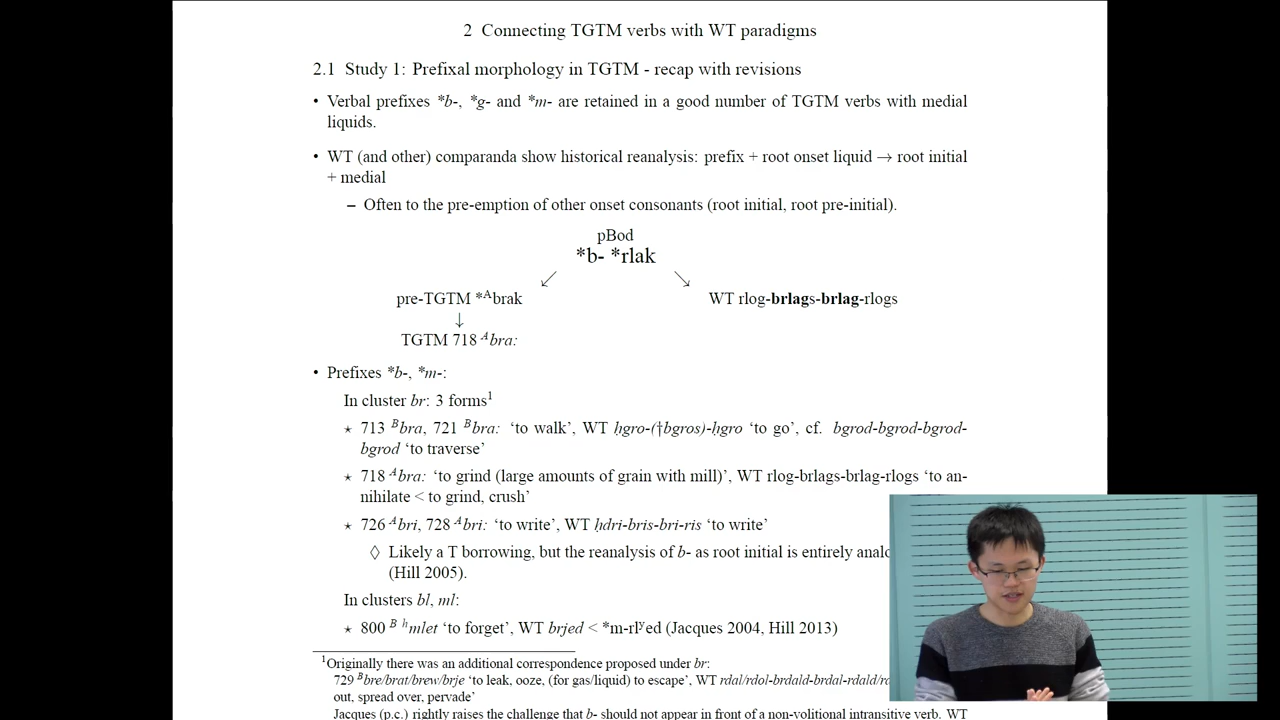 2 Connecting TGTM verbs with WT paradigms
2.1 Study 1: Prefixal morphology in TGTM - recap with revisions
• Verbal prefixes *b-, *g- and *m- are retained in a good number of TGTM verbs with medial
liquids.
• WT (and other) comparanda show historical reanalysis: prefix + root onset liquid → root initial
+ medial
– Often to the pre-emption of other onset consonants (root initial, root pre-initial).
pBod
*b- *rlak
↙ ↘
pre-TGTM *ᴬbrak WT rlog-brlags-brlag-rlogs
↓
TGTM 718 ᴬbra:
• Prefixes *b-, *m-:
In cluster br: 3 forms¹
⋆ 713 ᴮbra, 721 ᴮbra: ‘to walk’, WT ḥgro-(†bgros)-ḥgro ‘to go’, cf. bgrod-bgrod-bgrod-
bgrod ‘to traverse’
⋆ 718 ᴬbra: ‘to grind (large amounts of grain with mill)’, WT rlog-brlags-brlag-rlogs ‘to an-
nihilate < to grind, crush’
⋆ 726 ᴬbri, 728 ᴬbri: ‘to write’, WT ḥdri-bris-bri-ris ‘to write’
◊ Likely a T borrowing, but the reanalysis of b- as root initial is entirely
(Hill 2005).
In clusters bl, ml:
⋆ 800 ᴮ ʰmlet ‘to forget’, WT brjed < *m-rlʸed (Jacques 2004, Hill 2013)
¹Originally there was an additional correspondence proposed under br:
729 ᴮbre/brat/brew/brje ‘to leak, ooze, (for gas/liquid) to escape’, WT rdal/rdol-brdald-brdal-rdald/
out, spread over, pervade’
Jacques (p.c.) rightly raises the challenge that b- should not appear in front of a non-volitional intransitive verb. WT